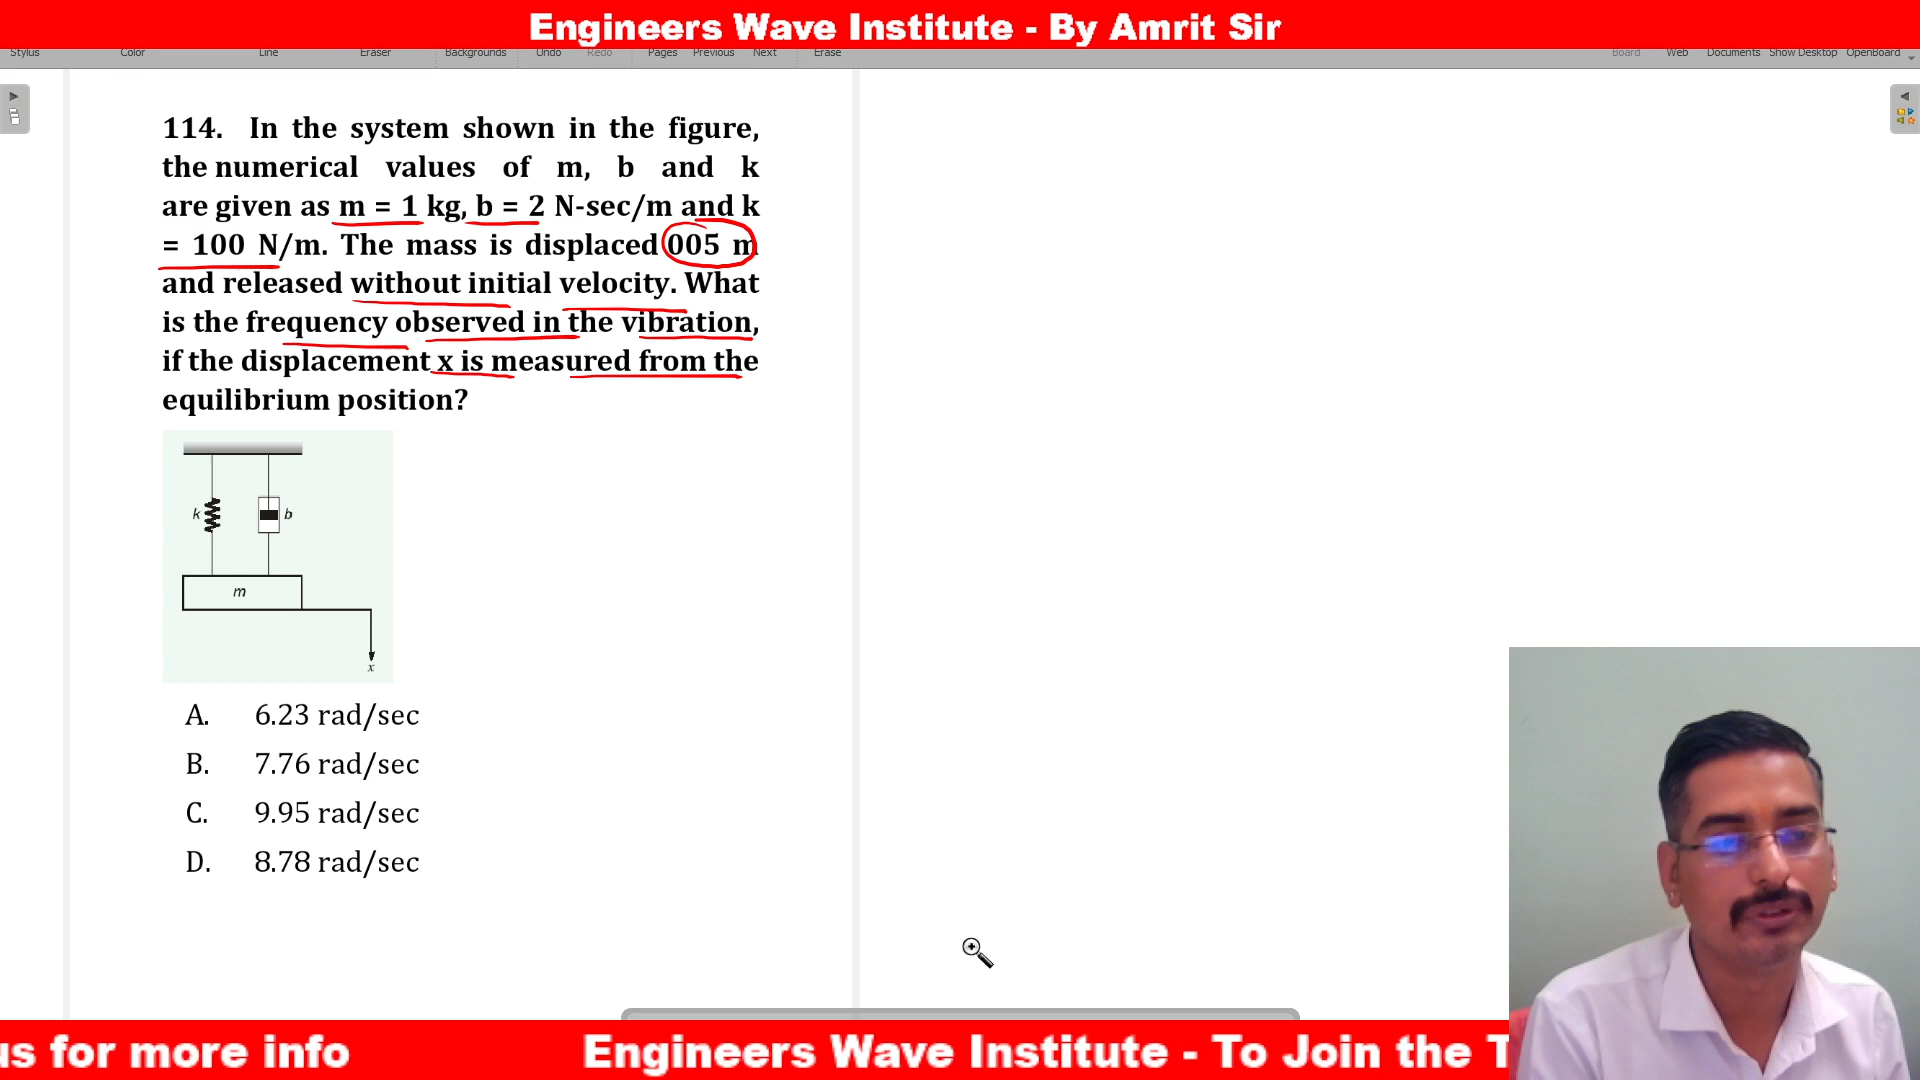 Engineers Wave Institute - By Amrit Sir
Stylus Color Line Eraser Backgrounds Undo Redo Pages Previous Next Erase Board Web Documents Show Desktop OpenBoard
114. In the system shown in the figure,
the numerical values of m, b and k
are given as m = 1 kg, b = 2 N-sec/m and k
= 100 N/m. The mass is displaced 005 m
and released without initial velocity. What
is the frequency observed in the vibration,
if the displacement x is measured from the
equilibrium position?
k b
m
x
A. 6.23 rad/sec
B. 7.76 rad/sec
C. 9.95 rad/sec
D. 8.78 rad/sec
us for more info Engineers Wave Institute - To Join the T